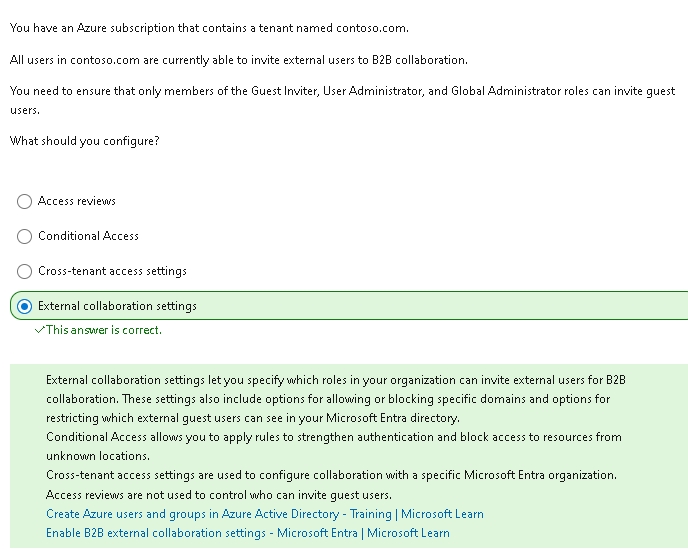 You have an Azure subscription that contains a tenant named contoso.com.
All users in contoso.com are currently able to invite external users to B2B collaboration.
You need to ensure that only members of the Guest Inviter, User Administrator, and Global Administrator roles can invite guest
users.
What should you configure?
Access reviews
Conditional Access
Cross-tenant access settings
External collaboration settings
✓This answer is correct.
External collaboration settings let you specify which roles in your organization can invite external users for B2B
collaboration. These settings also include options for allowing or blocking specific domains and options for
restricting which external guest users can see in your Microsoft Entra directory.
Conditional Access allows you to apply rules to strengthen authentication and block access to resources from
unknown locations.
Cross-tenant access settings are used to configure collaboration with a specific Microsoft Entra organization.
Access reviews are not used to control who can invite guest users.
Create Azure users and groups in Azure Active Directory - Training | Microsoft Learn
Enable B2B external collaboration settings - Microsoft Entra | Microsoft Learn